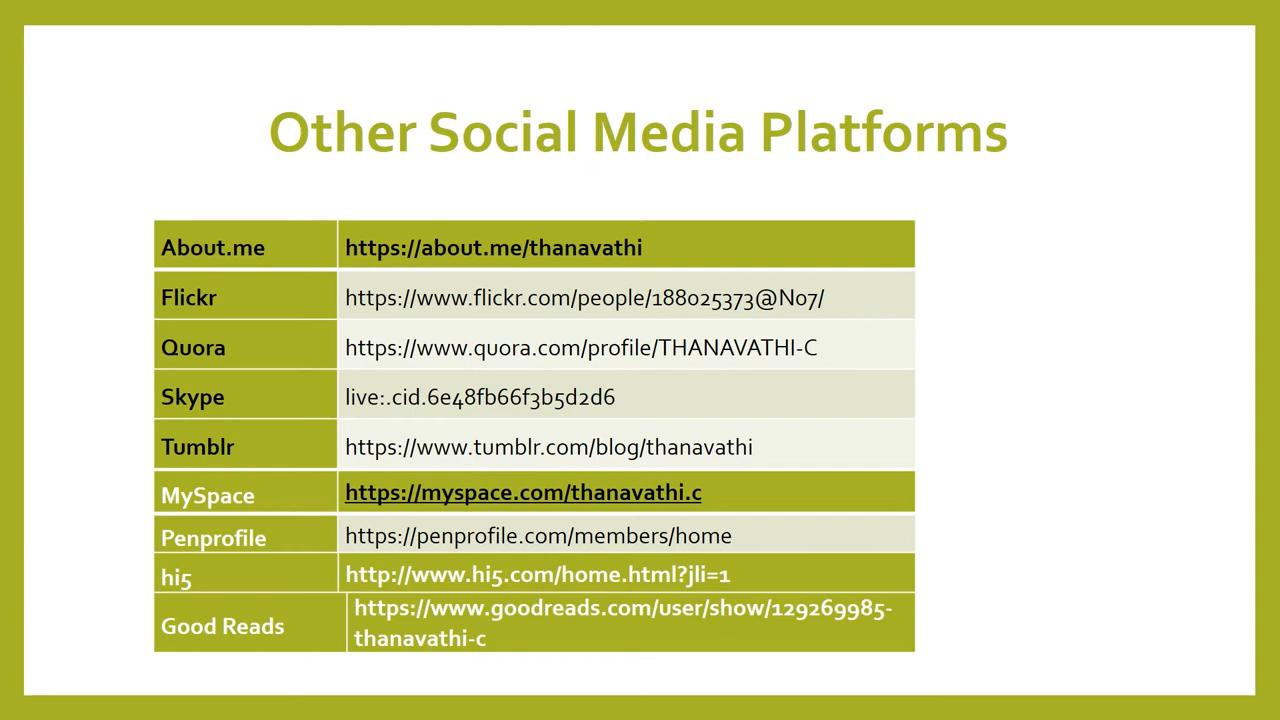 Other Social Media Platforms
About.me https://about.me/thanavathi
Flickr https://www.flickr.com/people/188025373@N07/
Quora https://www.quora.com/profile/THANAVATHI-C
Skype live:.cid.6e48fb66f3b5d2d6
Tumblr https://www.tumblr.com/blog/thanavathi
MySpace https://myspace.com/thanavathi.c
Penprofile https://penprofile.com/members/home
hi5 http://www.hi5.com/home.html?jli=1
Good Reads https://www.goodreads.com/user/show/129269985-
thanavathi-c